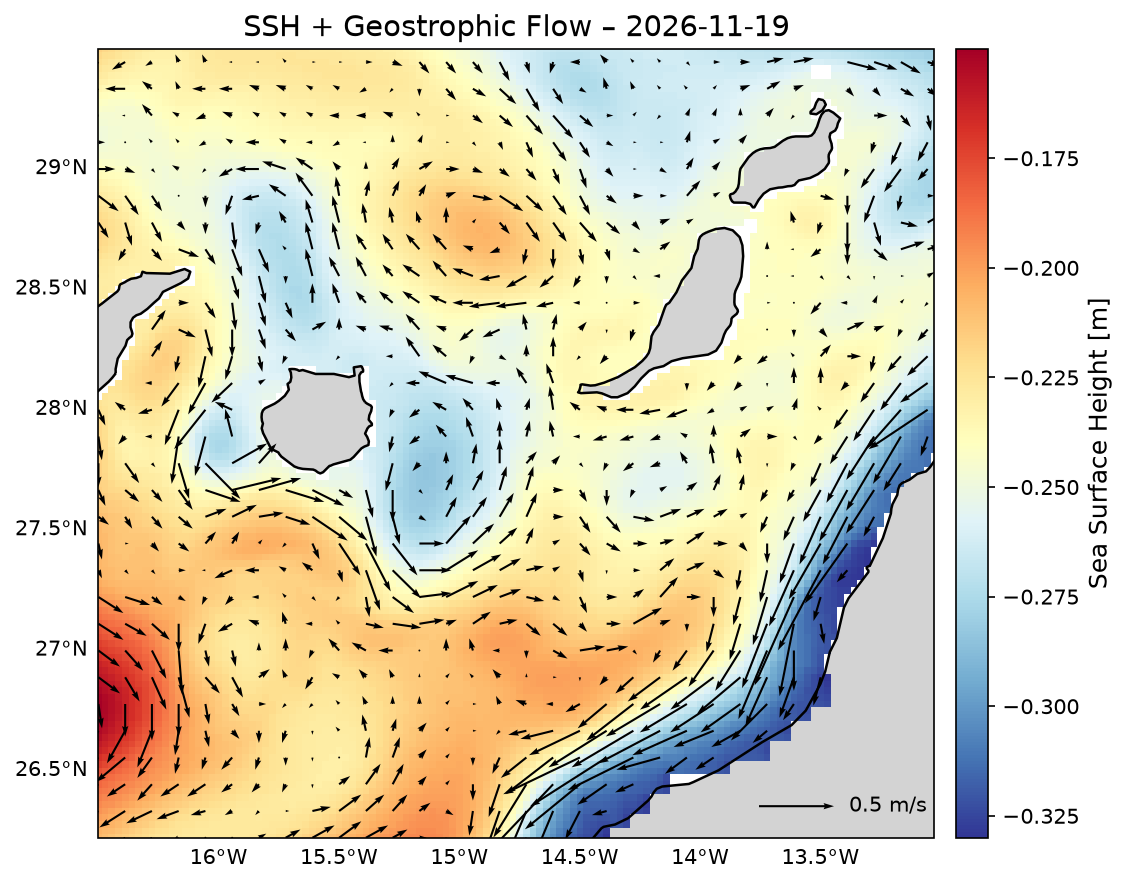 SSH + Geostrophic Flow – 2026-11-19
29°N
28.5°N
28°N
27.5°N
27°N
26.5°N
16°W
15.5°W
15°W
14.5°W
14°W
13.5°W
0.5 m/s
−0.175
−0.200
−0.225
−0.250
−0.275
−0.300
−0.325
Sea Surface Height [m]